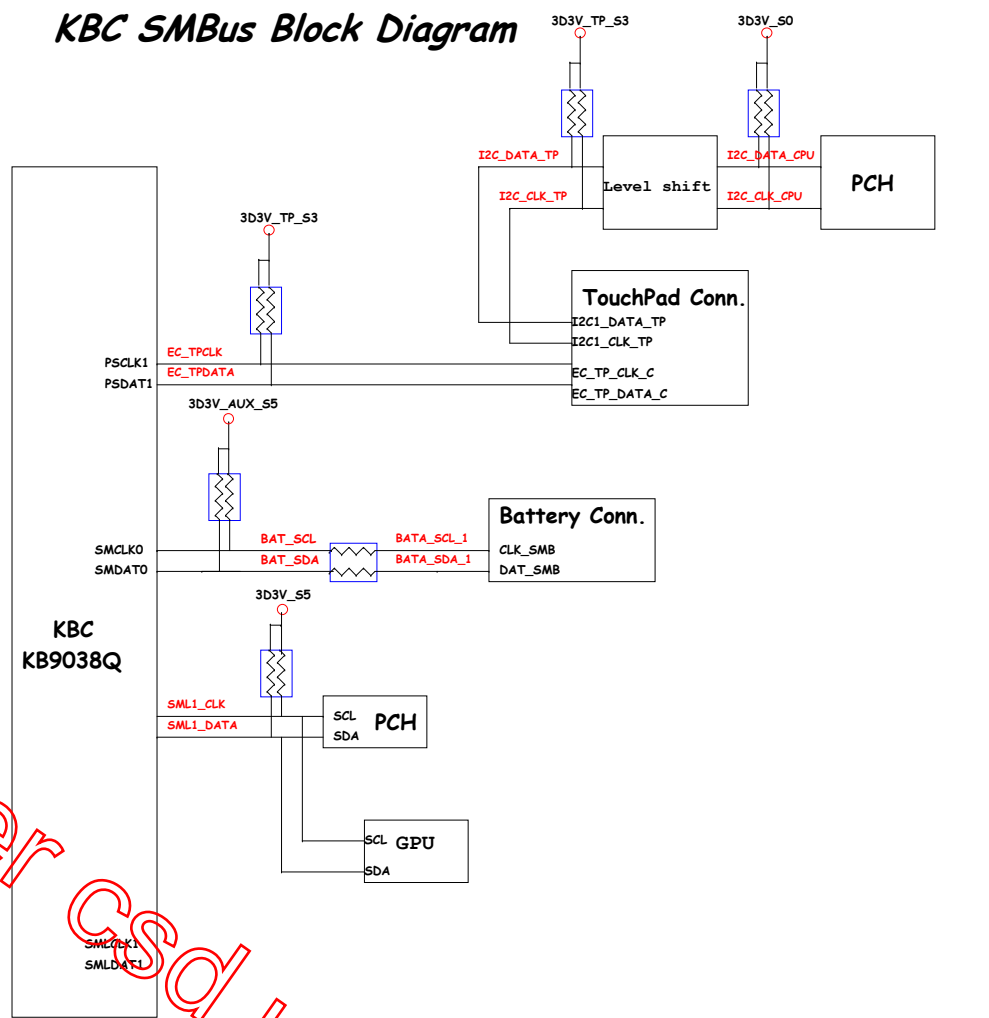 KBC SMBus Block Diagram
3D3V_TP_S3
3D3V_S0
I2C_DATA_TP
I2C_DATA_CPU
Level shift
PCH
I2C_CLK_TP
I2C_CLK_CPU
3D3V_TP_S3
TouchPad Conn.
I2C1_DATA_TP
I2C1_CLK_TP
PSCLK1
EC_TPCLK
EC_TP_CLK_C
PSDAT1
EC_TPDATA
EC_TP_DATA_C
3D3V_AUX_S5
Battery Conn.
SMCLK0
BAT_SCL
BATA_SCL_1
CLK_SMB
SMDAT0
BAT_SDA
BATA_SDA_1
DAT_SMB
3D3V_S5
KBC
KB9038Q
SML1_CLK
SCL
PCH
SML1_DATA
SDA
SCL
GPU
SDA
SMLCLK1
SMLDAT1
er csd